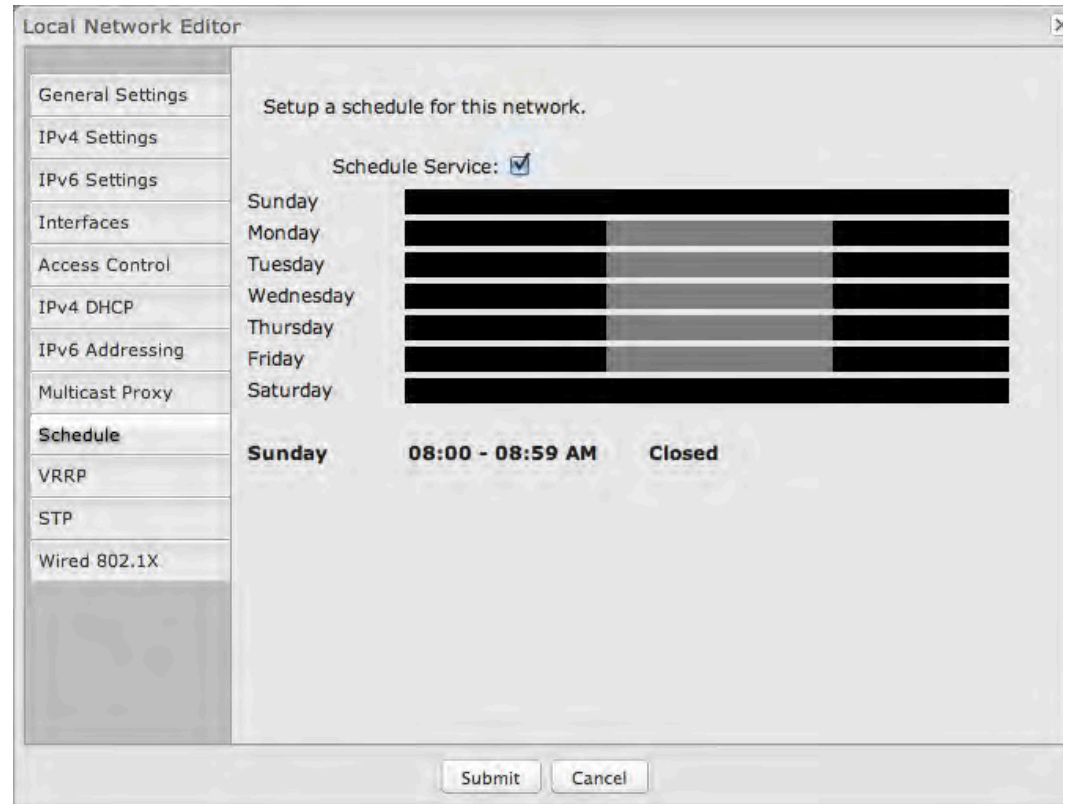 Local Network Editor
General Settings
IPv4 Settings
IPv6 Settings
Interfaces
Access Control
IPv4 DHCP
IPv6 Addressing
Multicast Proxy
Schedule
VRRP
STP
Wired 802.1X
Setup a schedule for this network.
Schedule Service:
Sunday
Monday
Tuesday
Wednesday
Thursday
Friday
Saturday
Sunday 08:00 - 08:59 AM Closed
Submit Cancel